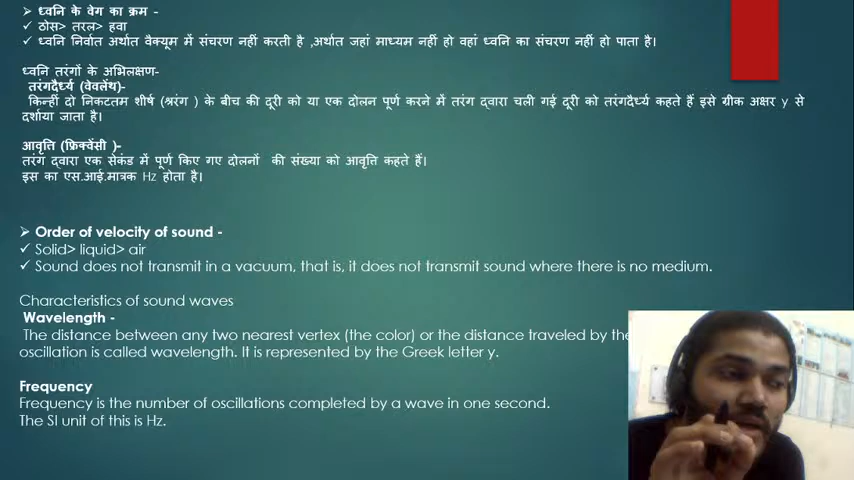 ➢ ध्वनि के वेग का क्रम -
✓ ठोस> तरल> हवा
✓ ध्वनि निर्वात अर्थात वैक्यूम में संचरण नहीं करती है ,अर्थात जहां माध्यम नहीं हो वहां ध्वनि का संचरण नहीं हो पाता है।
ध्वनि तरंगों के अभिलक्षण-
तरंगदैर्ध्य (वेवलेंथ)-
किन्हीं दो निकटतम शीर्ष (श्रंग ) के बीच की दूरी को या एक दोलन पूर्ण करने में तरंग द्वारा चली गई दूरी को तरंगदैर्ध्य कहते हैं इसे ग्रीक अक्षर y से
दर्शाया जाता है।
आवृति (फ्रिक्वेंसी )-
तरंग द्वारा एक सेकंड में पूर्ण किए गए दोलनों की संख्या को आवृत्ति कहते हैं।
इस का एस.आई.मात्रक Hz होता है।
➢ Order of velocity of sound -
✓ Solid> liquid> air
✓ Sound does not transmit in a vacuum, that is, it does not transmit sound where there is no medium.
Characteristics of sound waves
Wavelength -
The distance between any two nearest vertex (the color) or the distance traveled by the
oscillation is called wavelength. It is represented by the Greek letter y.
Frequency
Frequency is the number of oscillations completed by a wave in one second.
The SI unit of this is Hz.